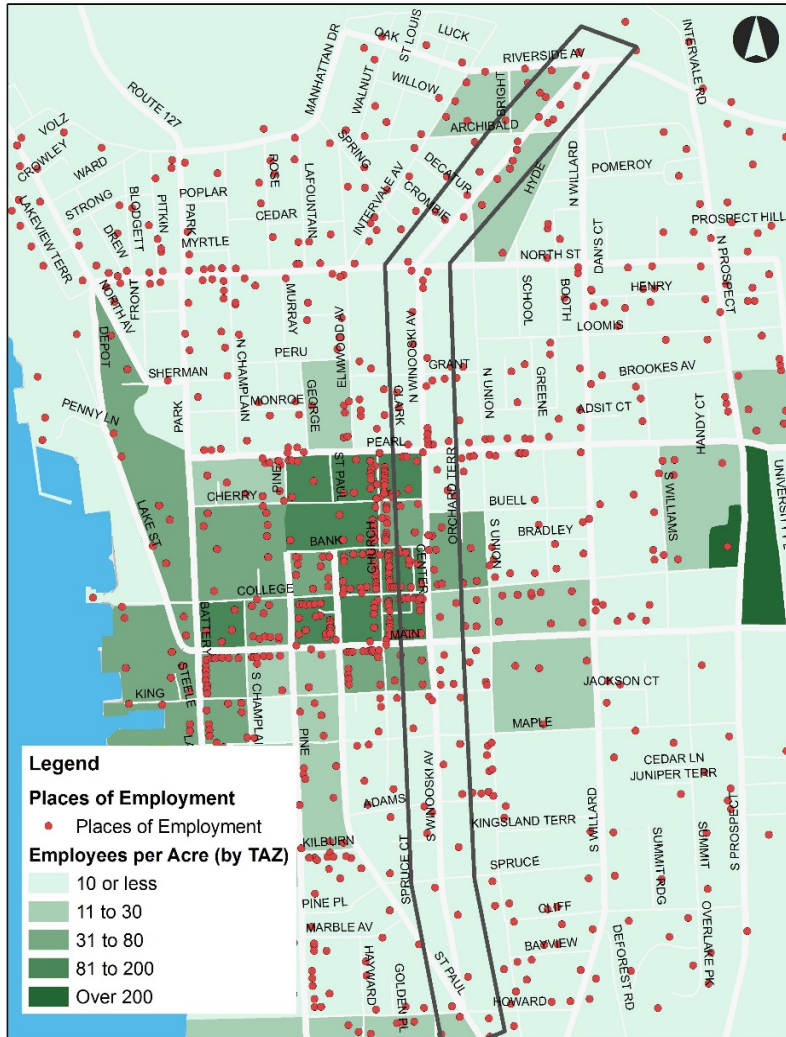 OAK
ST LOUIS
LUCK
MANHATTAN DR
RIVERSIDE AV
INTERVALE RD
WALNUT
WILLOW
BRIGHT
ROUTE 127
ARCHIBALD
VOLZ
CROWLEY
WARD
SPRING
DECATUR
HYDE
N WILLARD
POMEROY
ROSE
LAFOUNTAIN
INTERVALE AV
CROMBIE
LAKEVIEW TERR
STRONG
BLODGETT
PITKIN
PARK
POPLAR
CEDAR
DREW
MYRTLE
PROSPECT HILL
N PROSPECT
DAN'S CT
NORTH ST
NORTH AV
FRONT
MURRAY
ELMWOOD AV
N WINOOSKI AV
SCHOOL
BOOTH
HENRY
LOOMIS
DEPOT
N CHAMPLAIN
PERU
GRANT
SHERMAN
BROOKES AV
N UNION
GREENE
PENNY LN
PARK
MONROE
GEORGE
CLARK
ADSIT CT
HANDY CT
PEARL
PINE
ST PAUL
ORCHARD TERR
CHERRY
LAKE ST
BUELL
S WILLIAMS
BANK
CHURCH
CENTER
S UNION
BRADLEY
COLLEGE
BATTERY
MAIN
STEELE
KING
S CHAMPLAI
JACKSON CT
MAPLE
PINE
CEDAR LN
JUNIPER TERR
ADAMS
S WINOOSKI AV
KINGSLAND TERR
S WILLARD
S PROSPECT
KILBURN
SPRUCE CT
SPRUCE
SUMMIT RDG
SUMMIT
PINE PL
CLIFF
OVERLAKE PK
MARBLE AV
BAYVIEW
HAYWARD
GOLDEN PL
ST PAUL
HOWARD
DEFOREST RD
Legend
Places of Employment
Places of Employment
Employees per Acre (by TAZ)
10 or less
11 to 30
31 to 80
81 to 200
Over 200